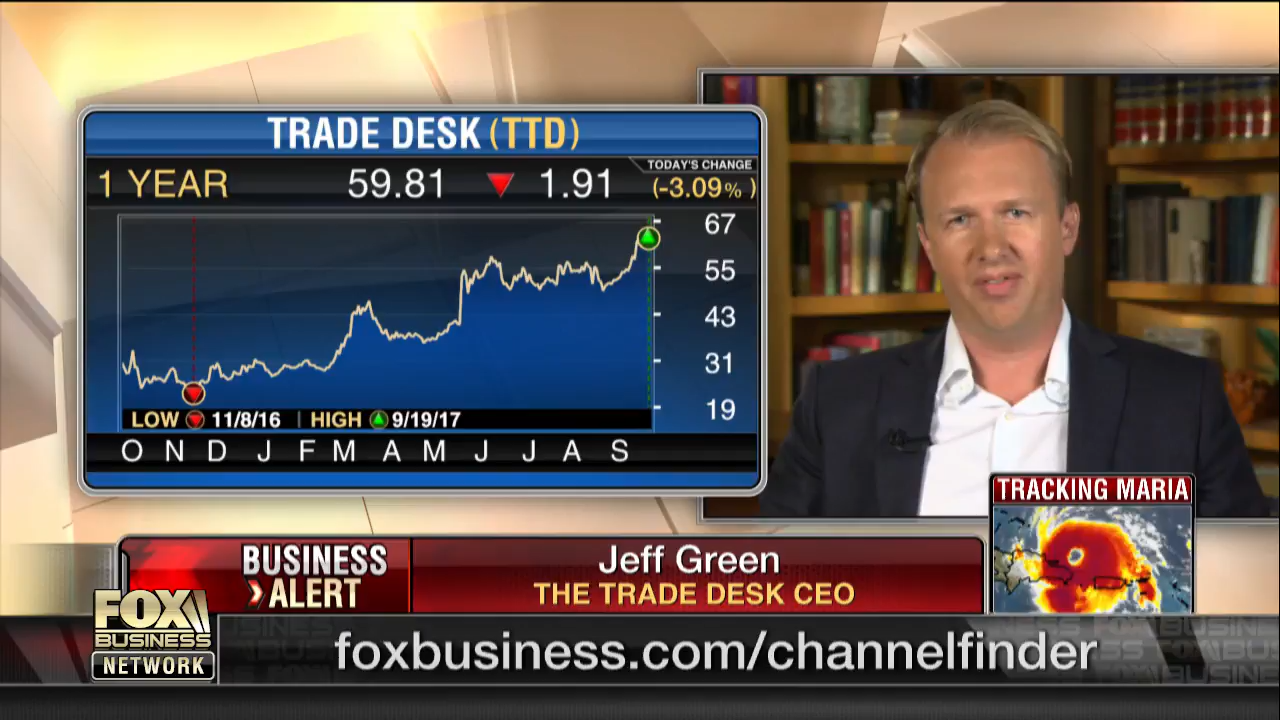 TRADE DESK (TTD)
1 YEAR 59.81 1.91 TODAY'S CHANGE (-3.09%)
67
55
43
31
19
LOW 11/8/16 | HIGH 9/19/17
O N D J F M A M J J A S
TRACKING MARIA
BUSINESS ALERT
Jeff Green
THE TRADE DESK CEO
FOX
BUSINESS
NETWORK
foxbusiness.com/channelfinder